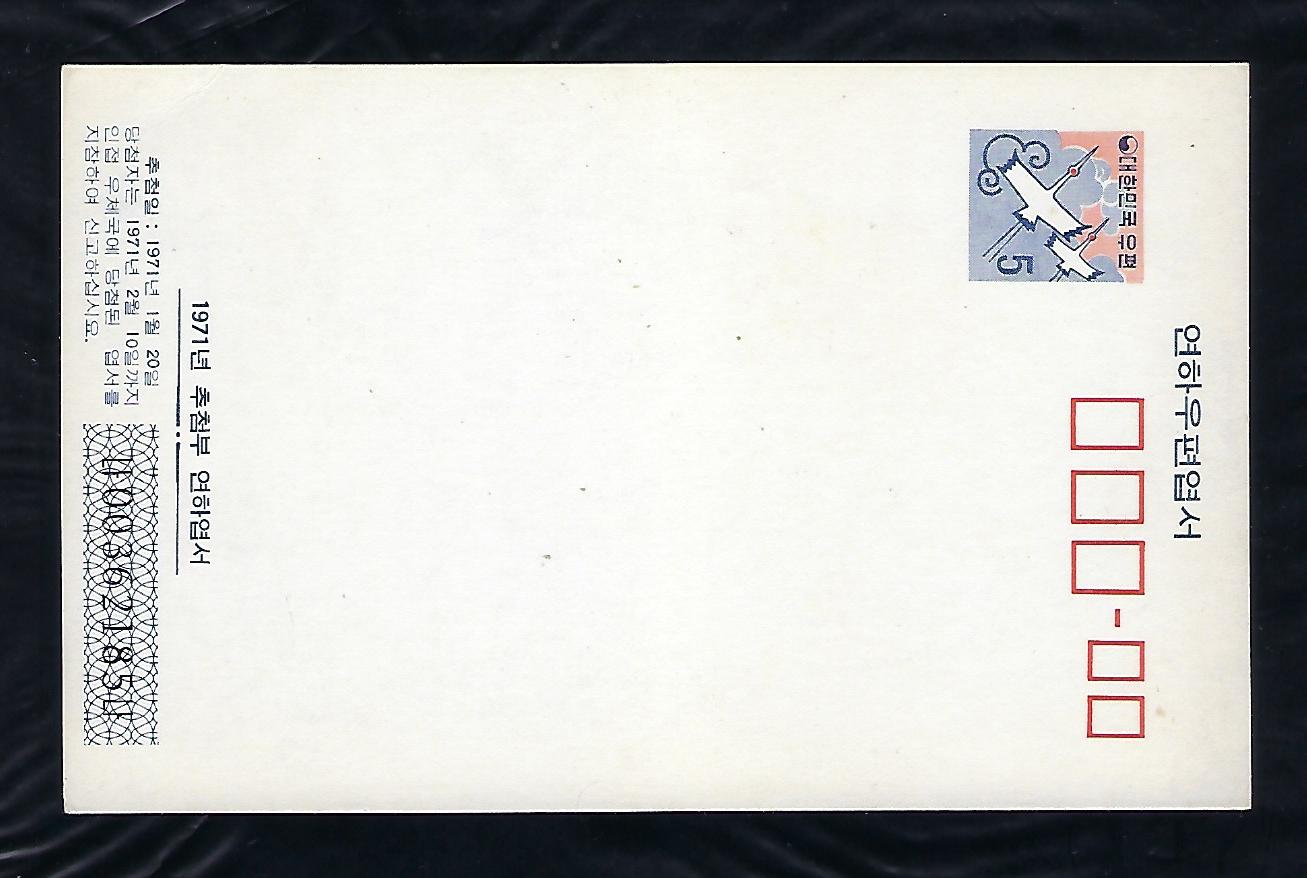 연하우편엽서
대한민국 우편
5
1971년 추첨부 연하엽서
추첨일 : 1971년 1월 20일
당첨자는 1971년 2월 10일까지
인접 우체국에 당첨된 엽서를
지참하여 신고하십시요.
00362185